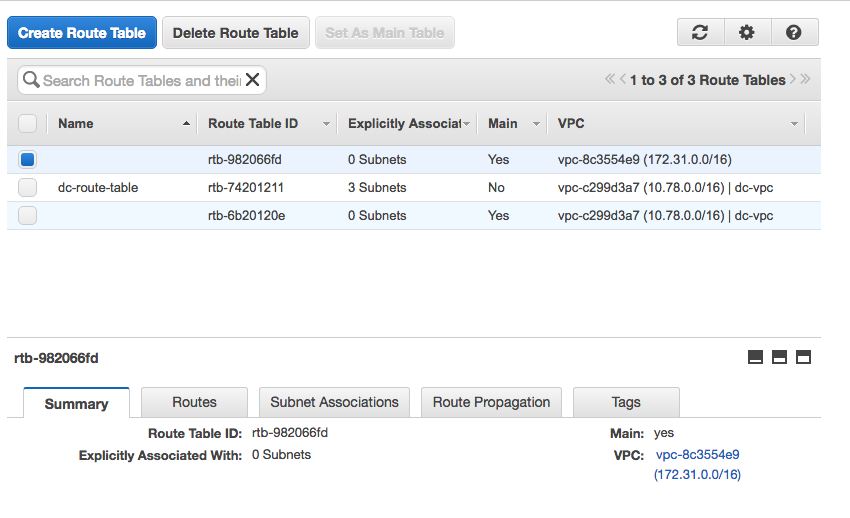 Create Route Table Delete Route Table Set As Main Table
Search Route Tables and thei 1 to 3 of 3 Route Tables
Name Route Table ID Explicitly Associat Main VPC
rtb-982066fd 0 Subnets Yes vpc-8c3554e9 (172.31.0.0/16)
dc-route-table rtb-74201211 3 Subnets No vpc-c299d3a7 (10.78.0.0/16) | dc-vpc
rtb-6b20120e 0 Subnets Yes vpc-c299d3a7 (10.78.0.0/16) | dc-vpc
rtb-982066fd
Summary Routes Subnet Associations Route Propagation Tags
Route Table ID: rtb-982066fd Main: yes
Explicitly Associated With: 0 Subnets VPC: vpc-8c3554e9
(172.31.0.0/16)